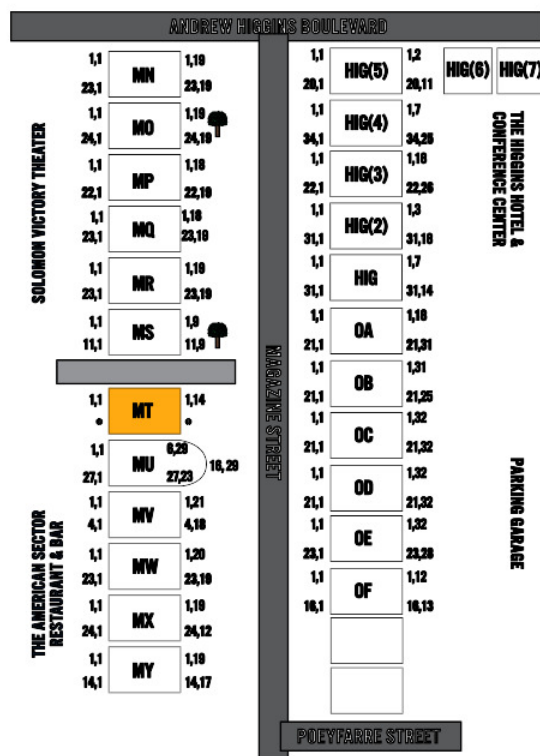 ANDREW HIGGINS BOULEVARD
1,1 MN 1,19
23,1 23,19
1,1 MO 1,19
24,1 24,19
1,1 MP 1,18
22,1 22,19
1,1 MQ 1,18
23,1 23,19
1,1 MR 1,19
23,1 23,19
1,1 MS 1,9
11,1 11,9
1,1 MT 1,14
1,1 MU 6,29
27,1 27,23 16,29
1,1 MV 1,21
4,1 4,18
1,1 MW 1,20
23,1 23,19
1,1 MX 1,19
24,1 24,12
1,1 MY 1,19
14,1 14,17
SOLOMON VICTORY THEATER
THE AMERICAN SECTOR
RESTAURANT & BAR
MAGAZINE STREET
1,1 HIG(5) 1,2
20,1 20,11
HIG(6) HIG(7)
1,1 HIG(4) 1,7
34,1 34,25
1,1 HIG(3) 1,16
22,1 22,26
1,1 HIG(2) 1,3
31,1 31,16
1,1 HIG 1,7
31,1 31,14
1,1 OA 1,18
21,1 21,31
1,1 OB 1,31
21,1 21,25
1,1 OC 1,32
21,1 21,32
1,1 OD 1,32
21,1 21,32
1,1 OE 1,32
23,1 23,28
1,1 OF 1,12
16,1 16,13
THE HIGGINS HOTEL &
CONFERENCE CENTER
PARKING GARAGE
POEYFARRE STREET